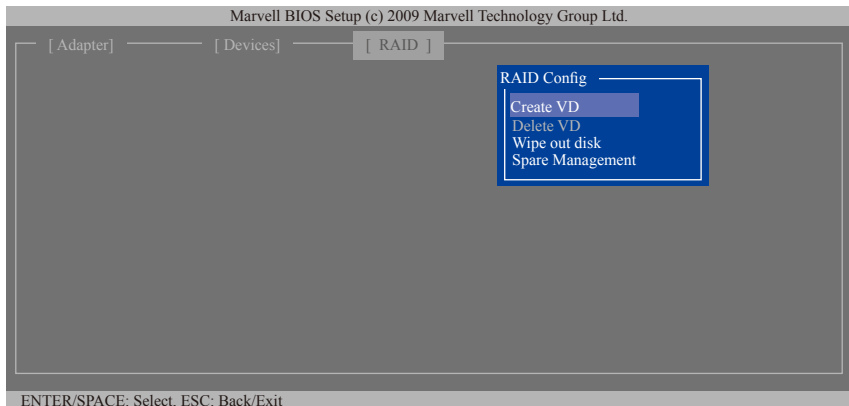 Marvell BIOS Setup (c) 2009 Marvell Technology Group Ltd.
[ Adapter] [ Devices] [ RAID ]
RAID Config
Create VD
Delete VD
Wipe out disk
Spare Management
ENTER/SPACE: Select, ESC: Back/Exit